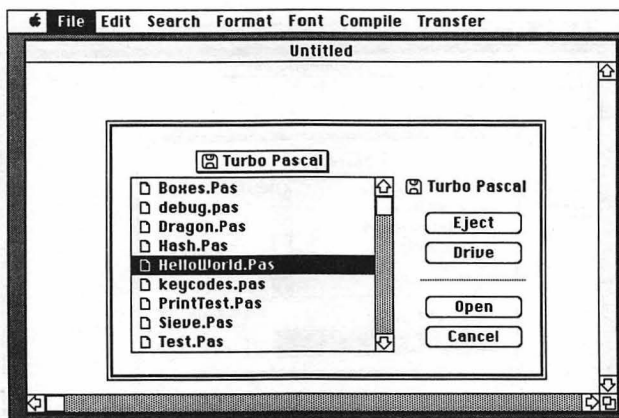 File Edit Search Format Font Compile Transfer
Untitled
Turbo Pascal
Boxes.Pas
debug.pas
Dragon.Pas
Hash.Pas
HelloWorld.Pas
keycodes.pas
PrintTest.Pas
Sieve.Pas
Test.Pas
Turbo Pascal
Eject
Drive
Open
Cancel